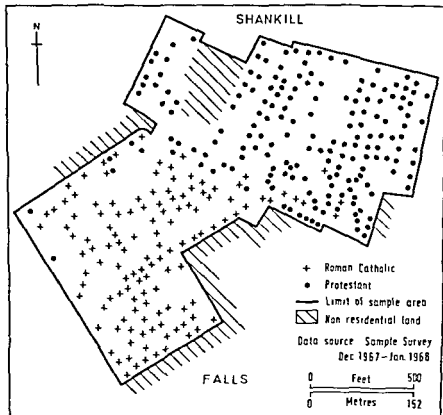 SHANKILL
N
+ Roman Catholic
• Protestant
Limit of sample area
Non residential land
Data source Sample Survey
Dec 1967-Jan 1968
0 Feet 500
0 Metres 152
FALLS